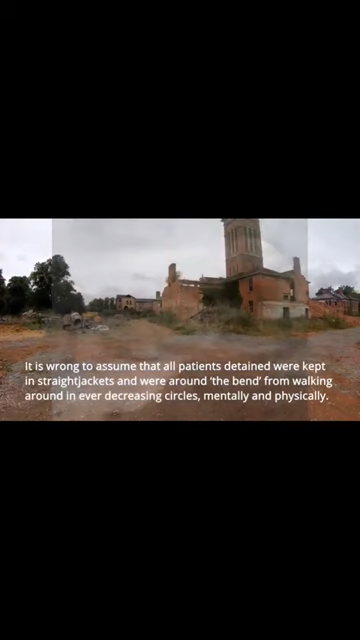 It is wrong to assume that all patients detained were kept
in straightjackets and were around 'the bend' from walking
around in ever decreasing circles, mentally and physically.